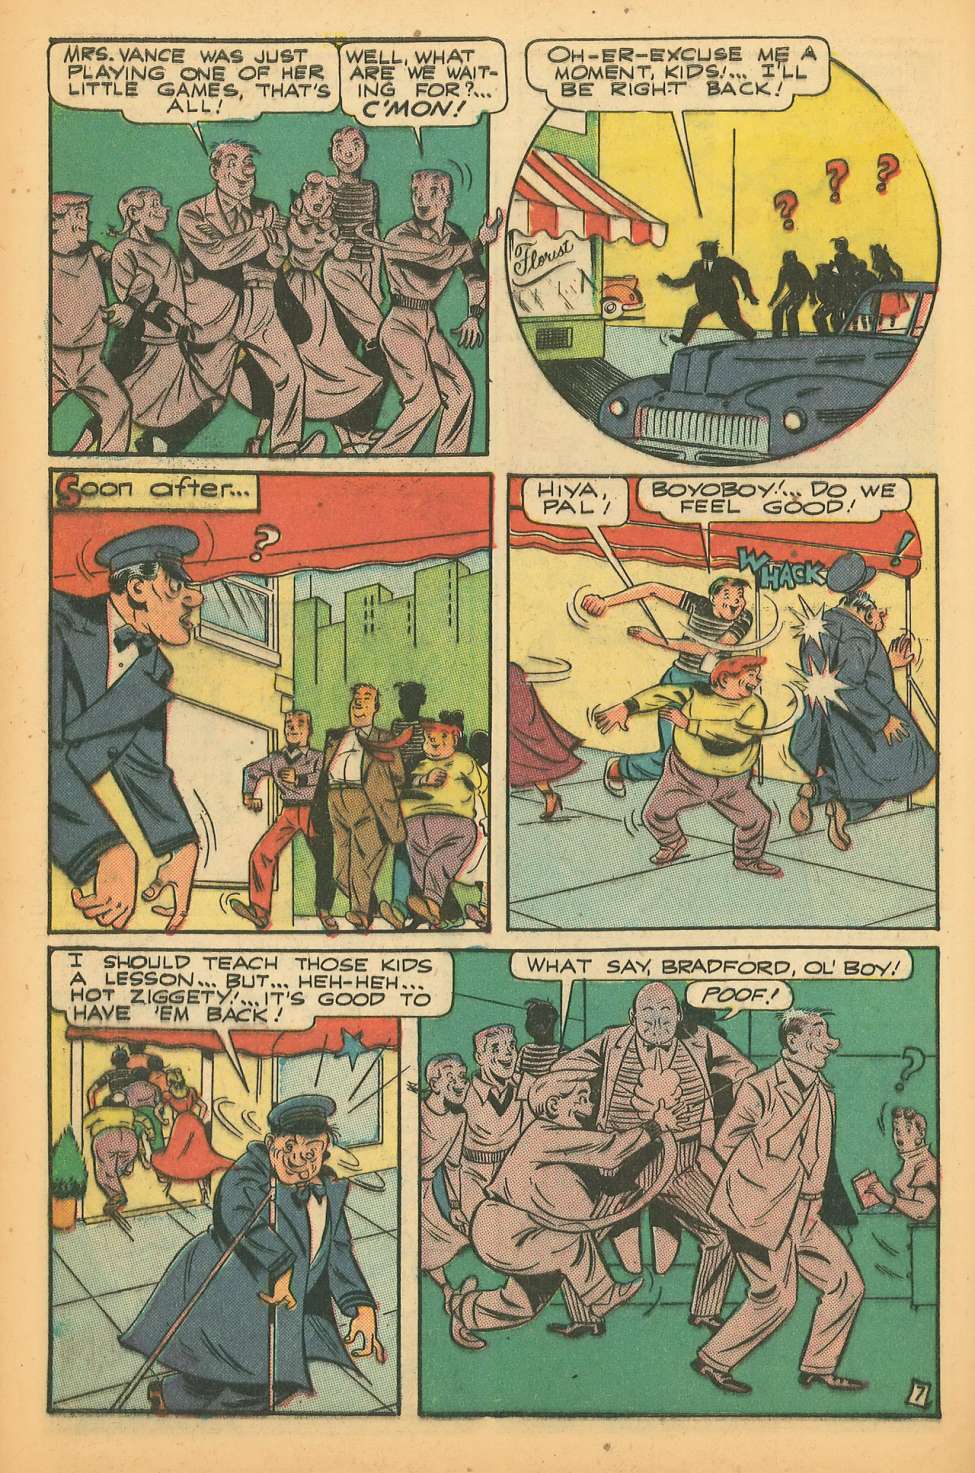 MRS. VANCE WAS JUST
PLAYING ONE OF HER
LITTLE GAMES, THAT'S
ALL!
WELL, WHAT
ARE WE WAIT-
ING FOR?...
C'MON!
OH-ER-EXCUSE ME A
MOMENT, KIDS!... I'LL
BE RIGHT BACK!
? ? ?
Florist
Soon after...
?
HIYA,
PAL!
BOYOBOY!... DO WE
FEEL GOOD!
WHACK
!
I SHOULD TEACH THOSE KIDS
A LESSON... BUT... HEH-HEH...
HOT ZIGGETY!... IT'S GOOD TO
HAVE 'EM BACK!
WHAT SAY, BRADFORD, OL' BOY!
POOF!
?
7